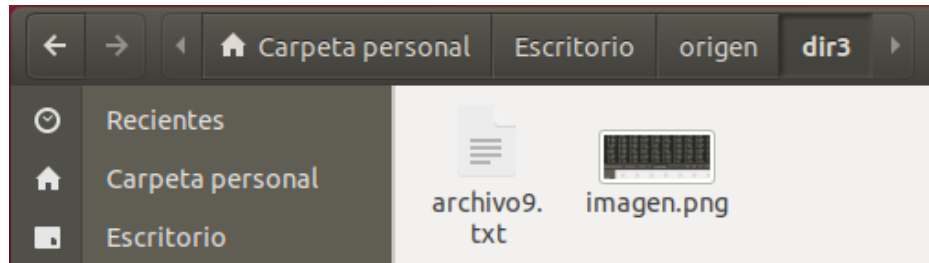 Carpeta personal Escritorio origen dir3
Recientes
Carpeta personal
Escritorio
archivo9.
txt
imagen.png